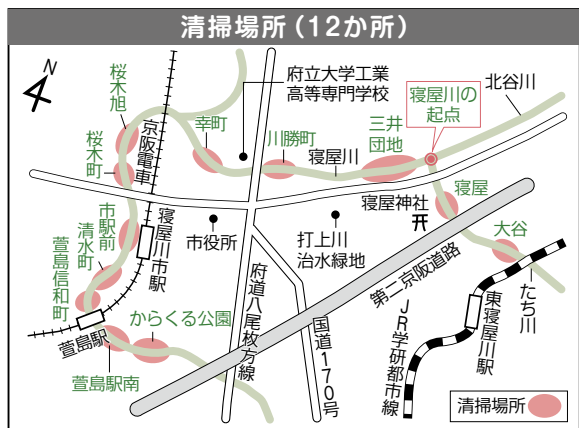 清掃場所（12か所）
N
4
府立大学工業
高等専門学校
寝屋川の
起点
北谷川
桜木旭
京阪電車
幸町
川勝町
寝屋川
三井
団地
桜木町
寝屋神社
寝屋
市駅前
寝屋川市駅
市役所
打上川
治水緑地
大谷
清水町
萱島信和町
第二京阪道路
たち川
東寝屋川駅
萱島駅
からくる公園
府道八尾枚方線
国道170号
JR学研都市線
萱島駅南
清掃場所